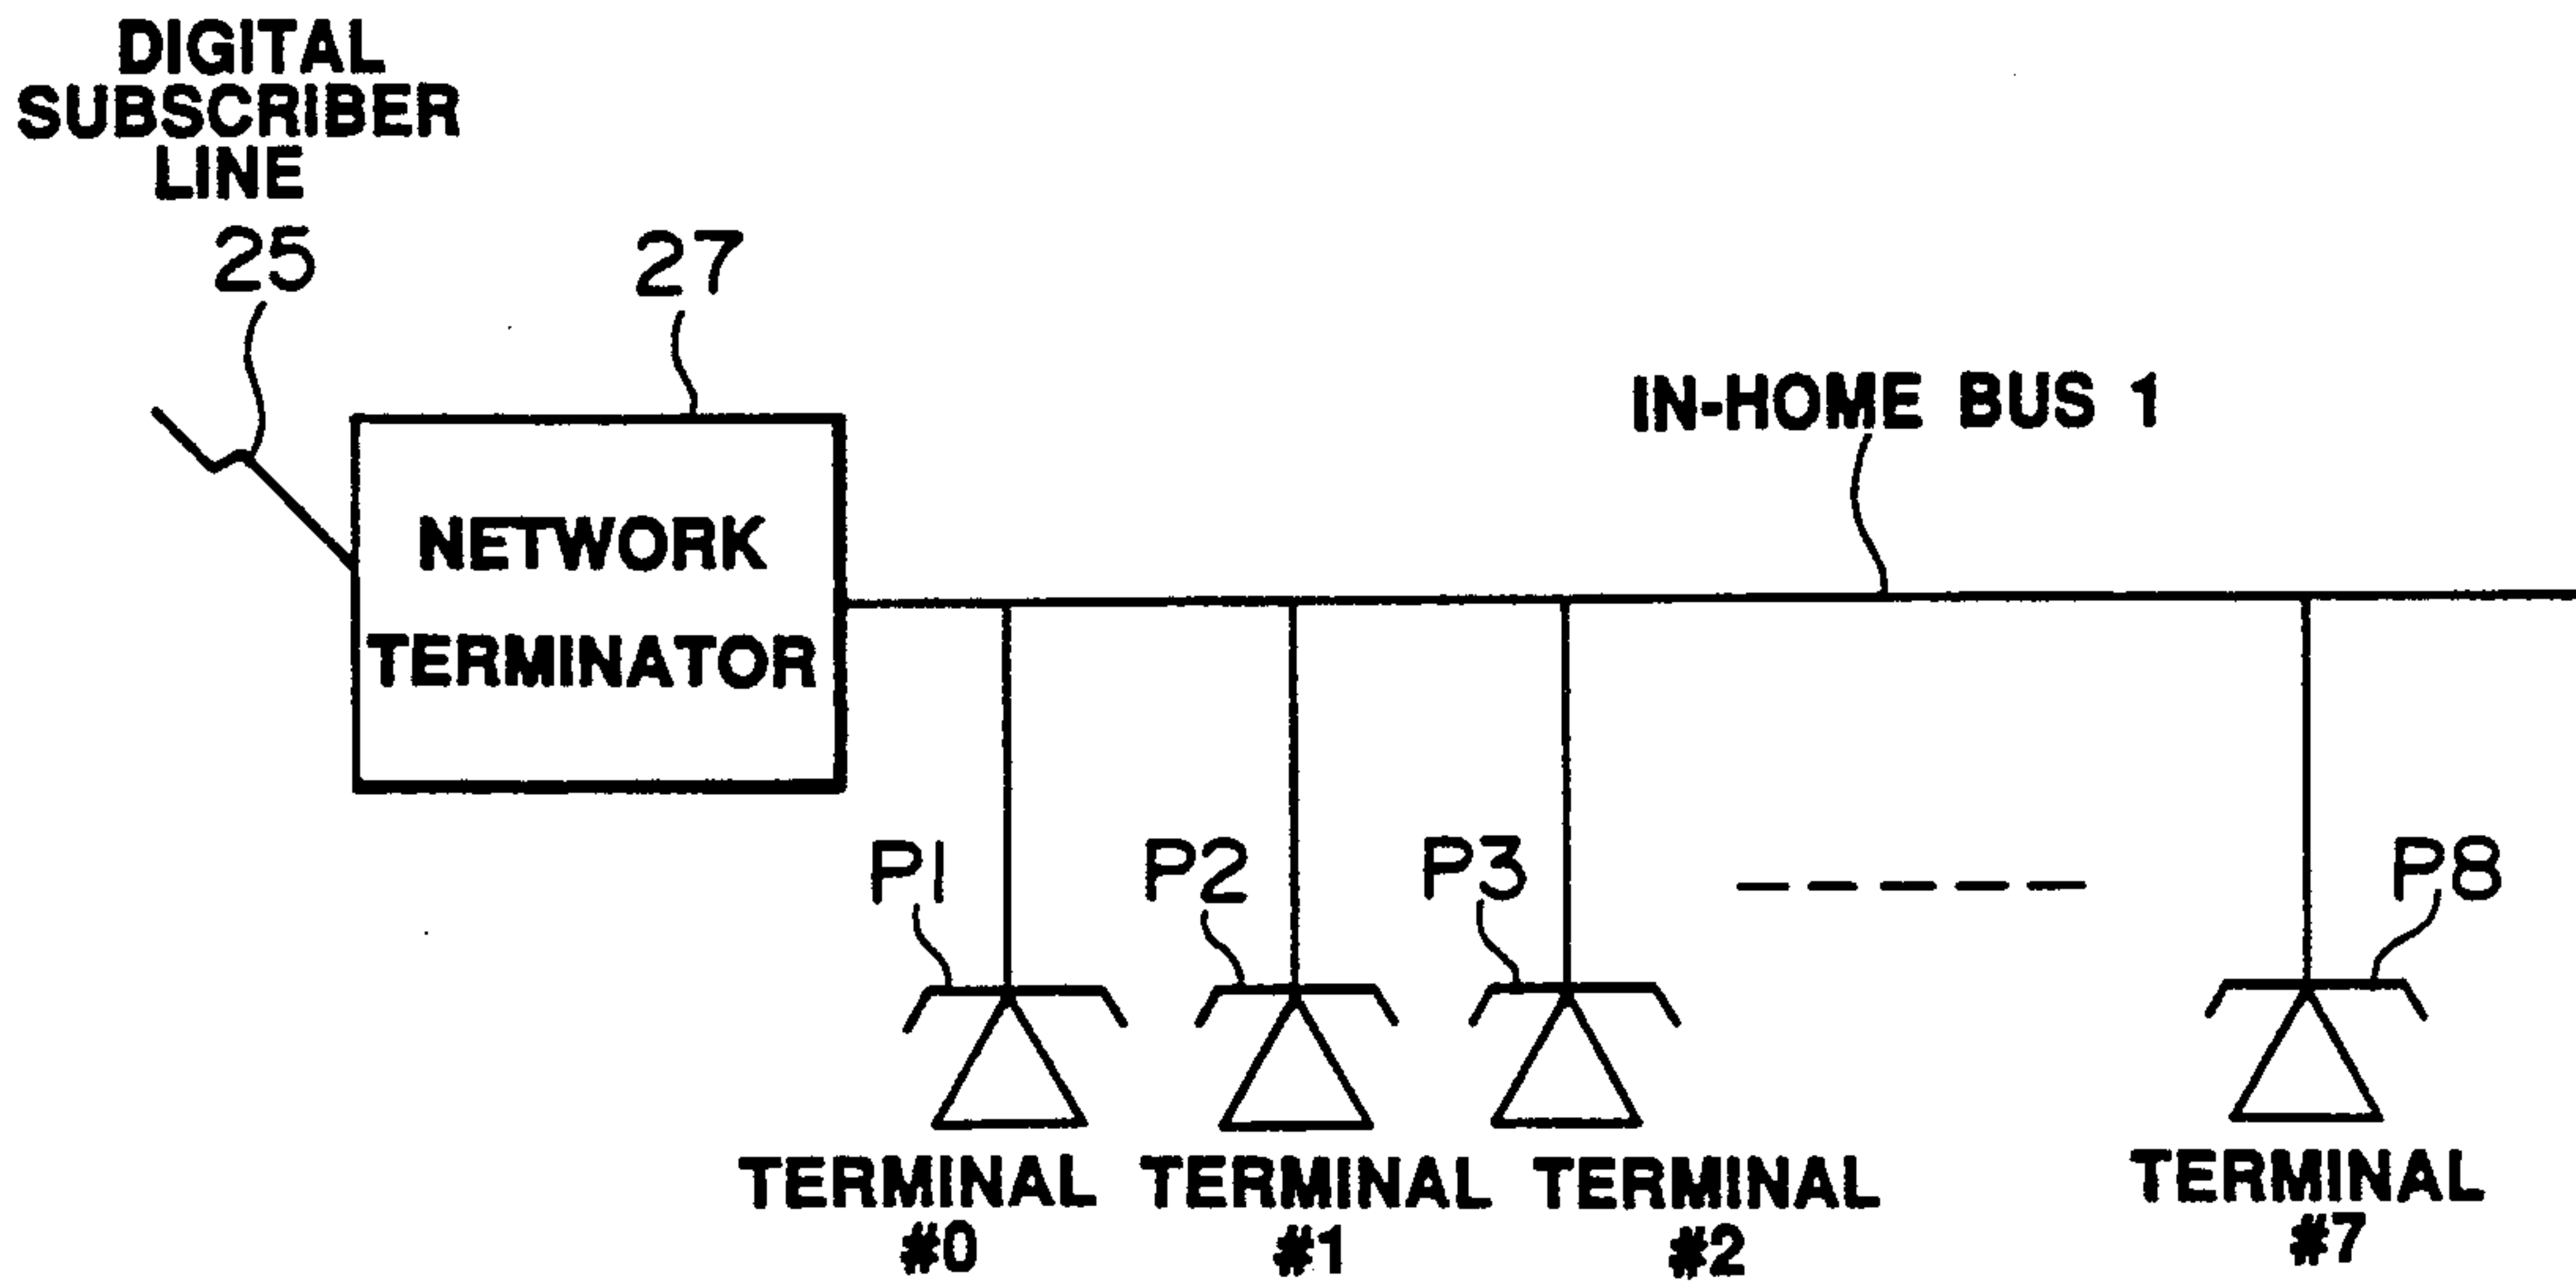 DIGITAL
SUBSCRIBER
LINE
25
27
IN-HOME BUS 1
NETWORK
TERMINATOR
P1
P2
P3
P8
TERMINAL
#0
TERMINAL
#1
TERMINAL
#2
TERMINAL
#7